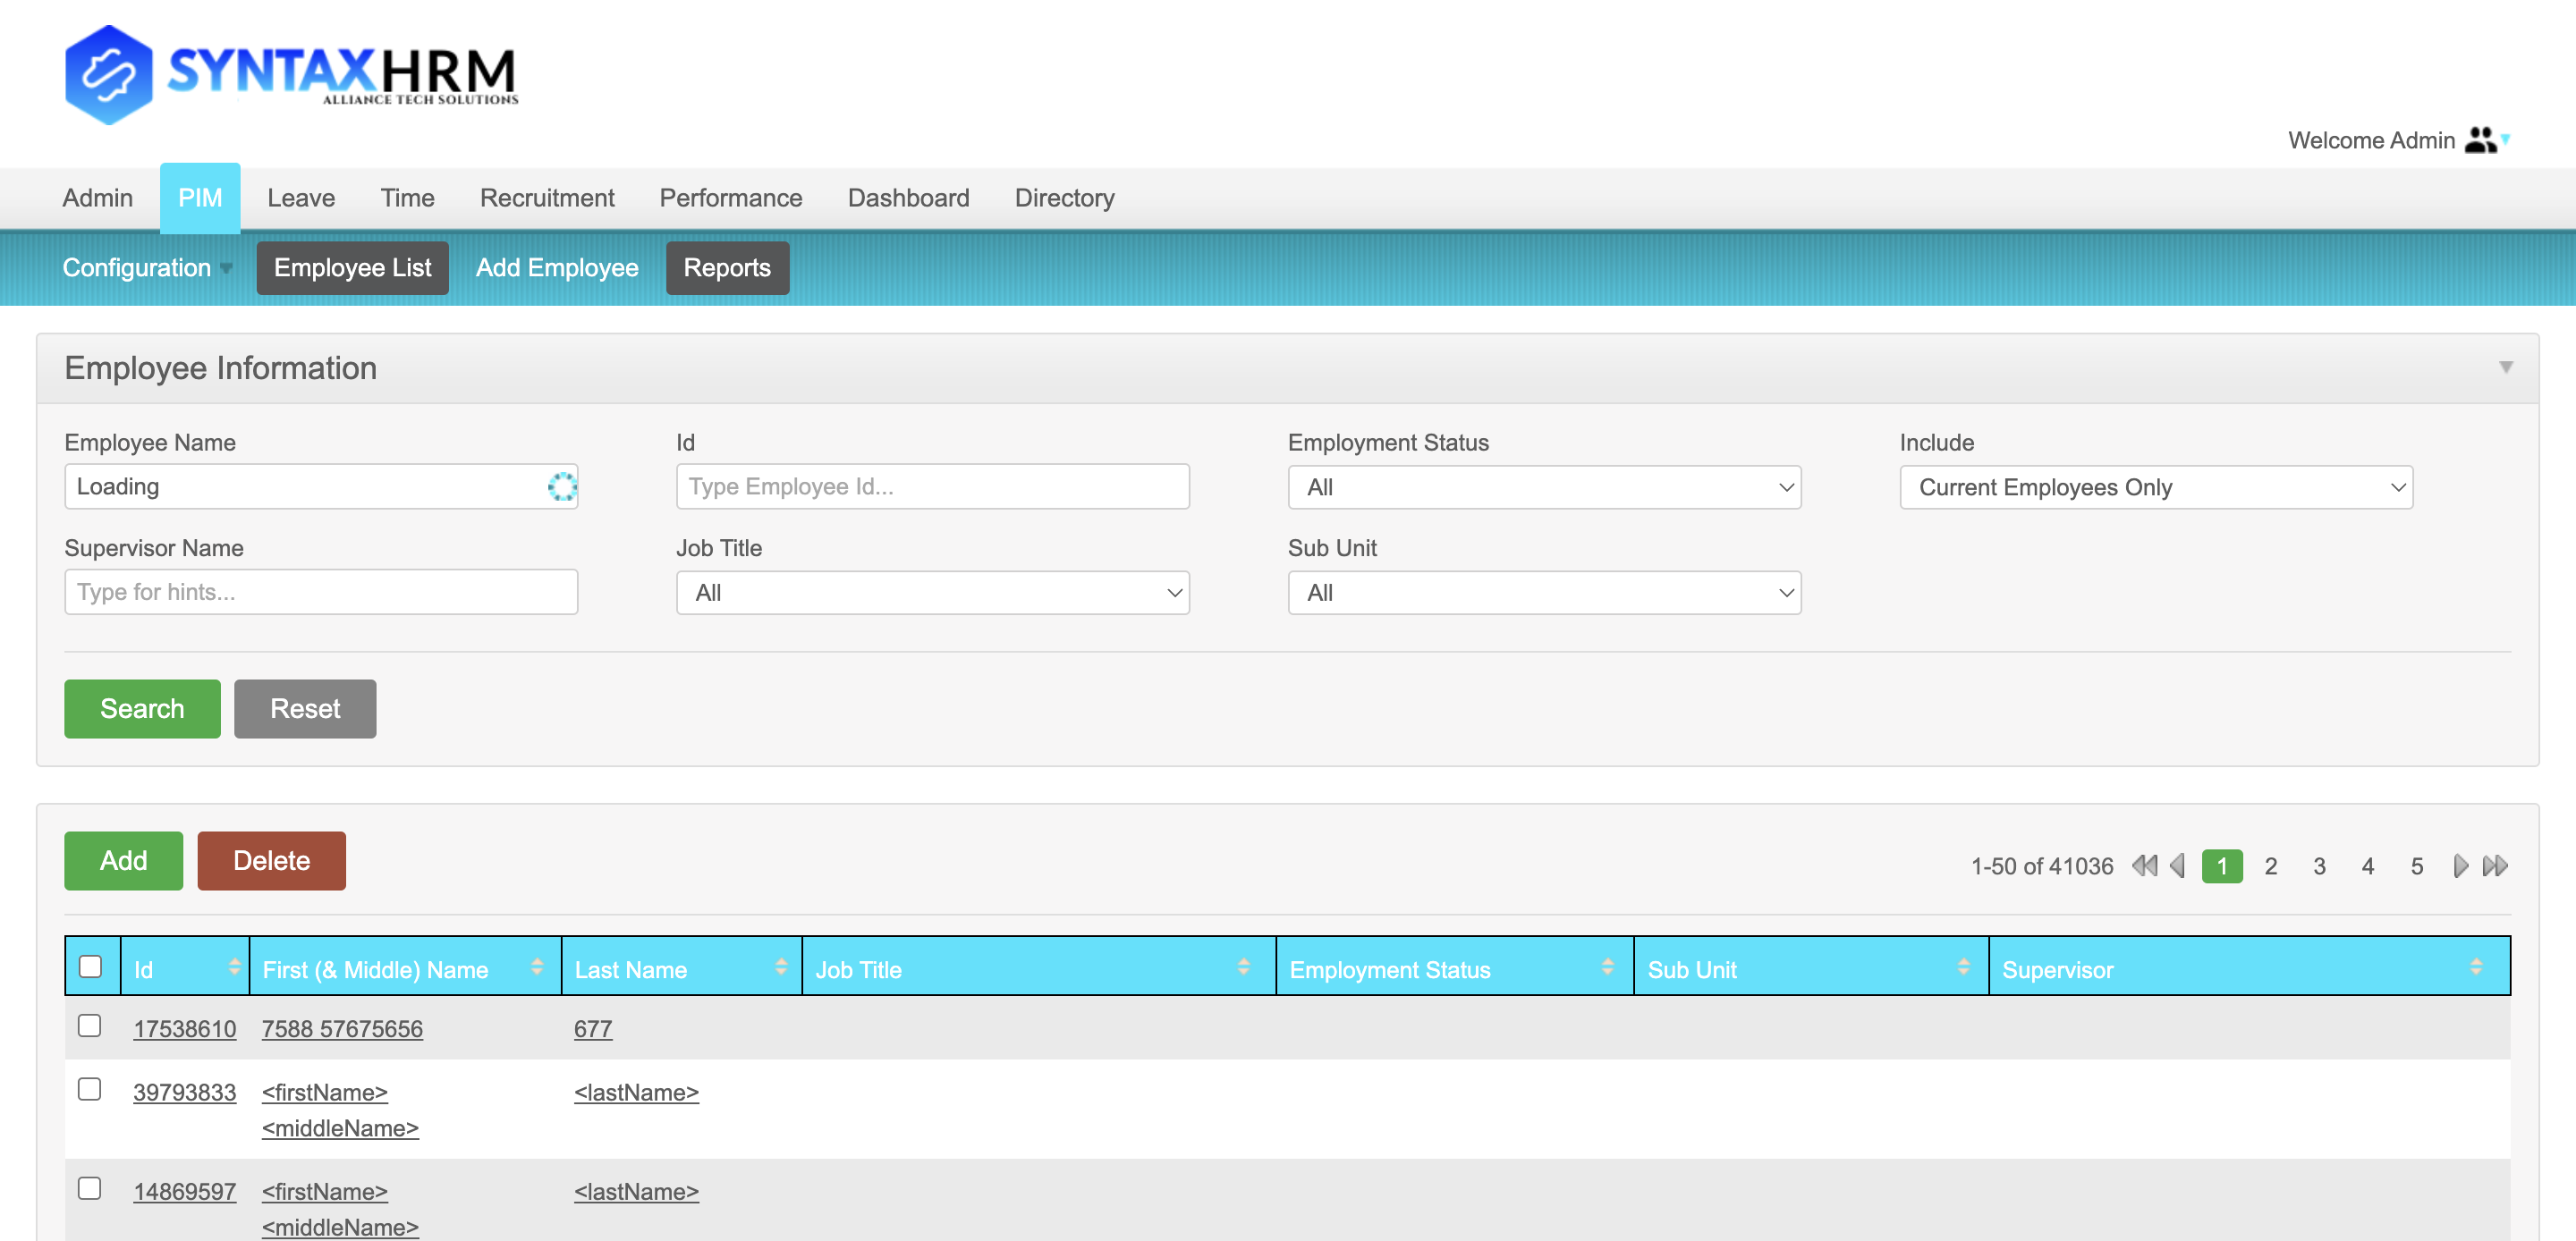 SYNTAXHRM
ALLIANCE TECH SOLUTIONS
Welcome Admin
Admin PIM Leave Time Recruitment Performance Dashboard Directory
Configuration Employee List Add Employee Reports
Employee Information
Employee Name Id Employment Status Include
Loading Type Employee Id... All Current Employees Only
Supervisor Name Job Title Sub Unit
Type for hints... All All
Search Reset
Add Delete 1-50 of 41036 1 2 3 4 5
Id First (& Middle) Name Last Name Job Title Employment Status Sub Unit Supervisor
17538610 7588 57675656 677
39793833 <firstName> <lastName>
<middleName>
14869597 <firstName> <lastName>
<middleName>